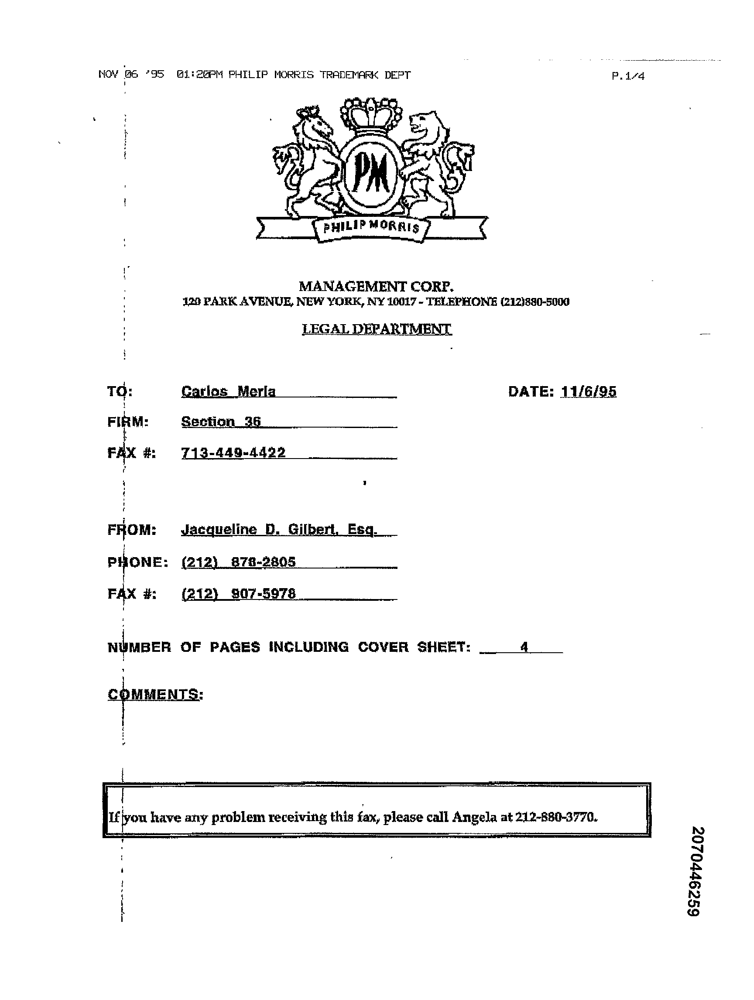 NOV 06 '95 01:20PM PHILIP MORRIS TRADEMARK DEPT P.1/4
PM
PHILIP MORRIS
MANAGEMENT CORP.
120 PARK AVENUE, NEW YORK, NY 10017 - TELEPHONE (212)880-5000
LEGAL DEPARTMENT
TO: Carlos Merla DATE: 11/6/95
FIRM: Section 36
FAX #: 713-449-4422
FROM: Jacqueline D. Gilbert, Esq.
PHONE: (212) 878-2805
FAX #: (212) 907-5978
NUMBER OF PAGES INCLUDING COVER SHEET: 4
COMMENTS:
If you have any problem receiving this fax, please call Angela at 212-880-3770.
2070446259